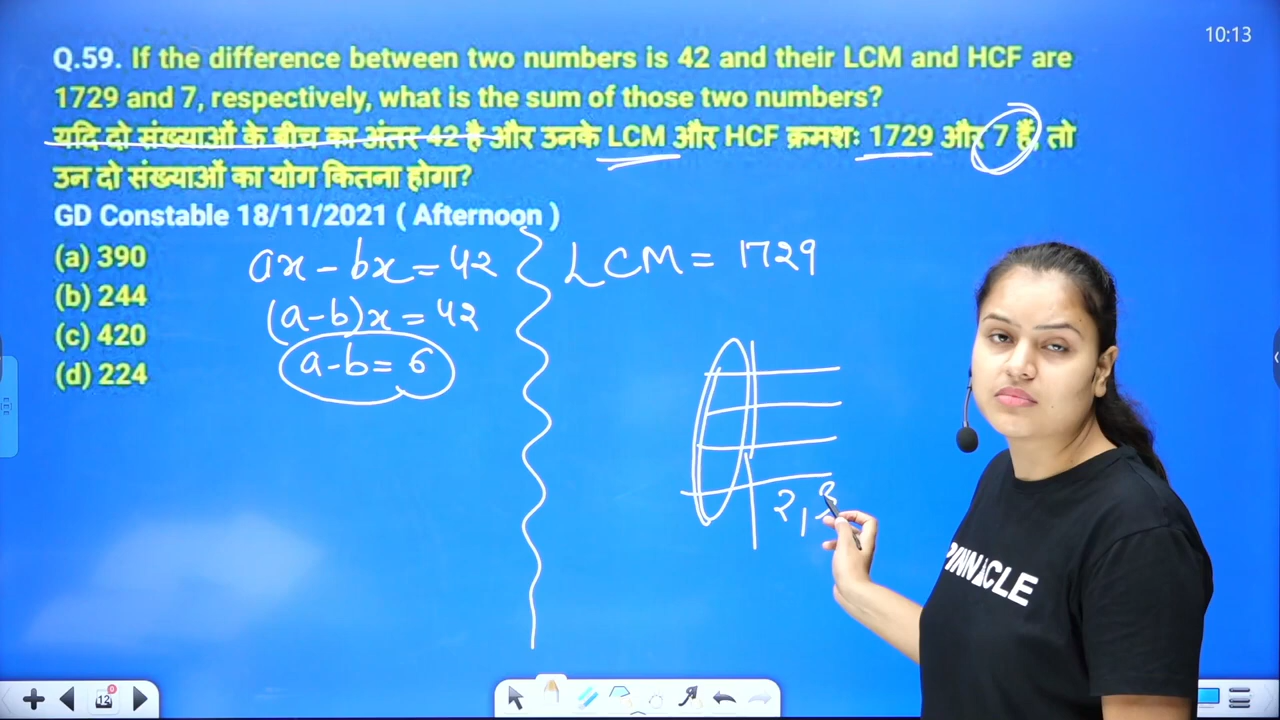 10:13
Q.59. If the difference between two numbers is 42 and their LCM and HCF are
1729 and 7, respectively, what is the sum of those two numbers?
यदि दो संख्याओं के बीच का अंतर 42 है और उनके LCM और HCF क्रमशः 1729 और 7 हैं, तो
उन दो संख्याओं का योग कितना होगा?
GD Constable 18/11/2021 ( Afternoon )
(a) 390
(b) 244
(c) 420
(d) 224
ax - bx = 42
(a-b)x = 42
a-b = 6
LCM = 1729
2, 3
PINNACLE
12